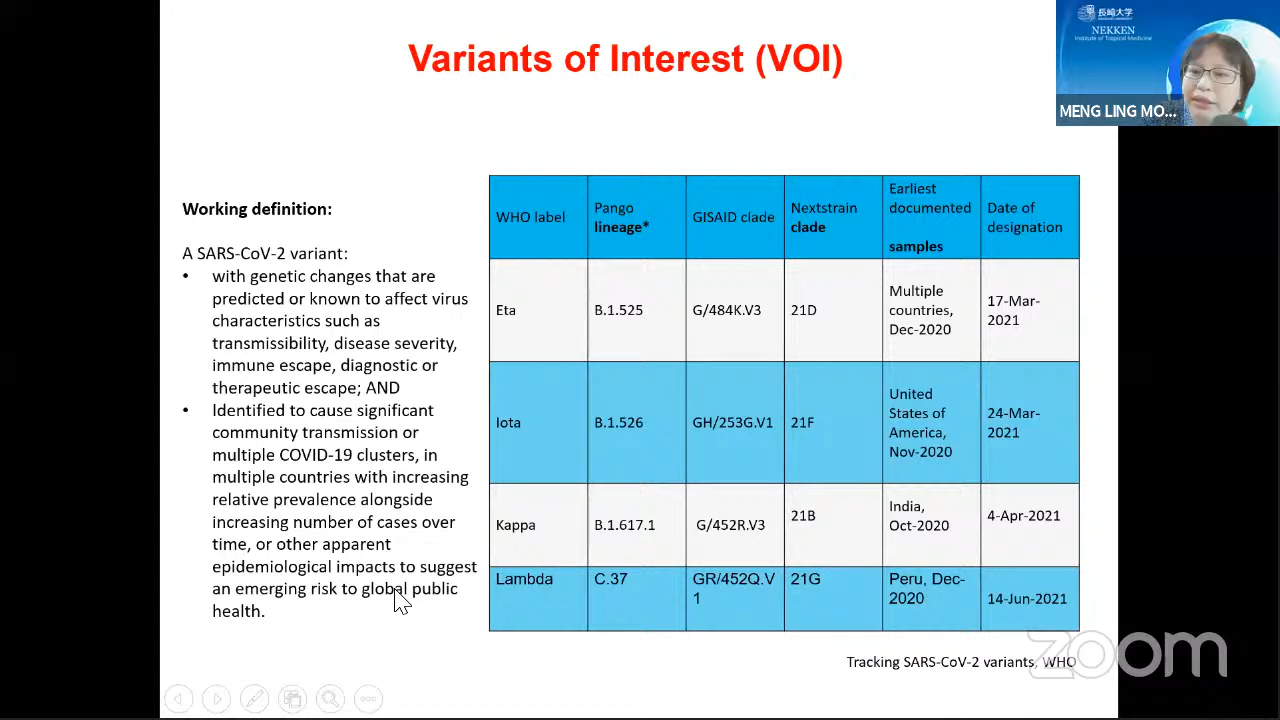 Variants of Interest (VOI)
長崎大学
NEKKEN
Institute of Tropical Medicine
MENG LING MO...
Working definition:
A SARS-CoV-2 variant:
• with genetic changes that are
predicted or known to affect virus
characteristics such as
transmissibility, disease severity,
immune escape, diagnostic or
therapeutic escape; AND
• Identified to cause significant
community transmission or
multiple COVID-19 clusters, in
multiple countries with increasing
relative prevalence alongside
increasing number of cases over
time, or other apparent
epidemiological impacts to suggest
an emerging risk to global public
health.
WHO label
Pango
lineage*
GISAID clade
Nextstrain
clade
Earliest
documented
samples
Date of
designation
Eta
B.1.525
G/484K.V3
21D
Multiple
countries,
Dec-2020
17-Mar-
2021
Iota
B.1.526
GH/253G.V1
21F
United
States of
America,
Nov-2020
24-Mar-
2021
Kappa
B.1.617.1
G/452R.V3
21B
India,
Oct-2020
4-Apr-2021
Lambda
C.37
GR/452Q.V
1
21G
Peru, Dec-
2020
14-Jun-2021
Tracking SARS-CoV-2 variants, WHO
zoom